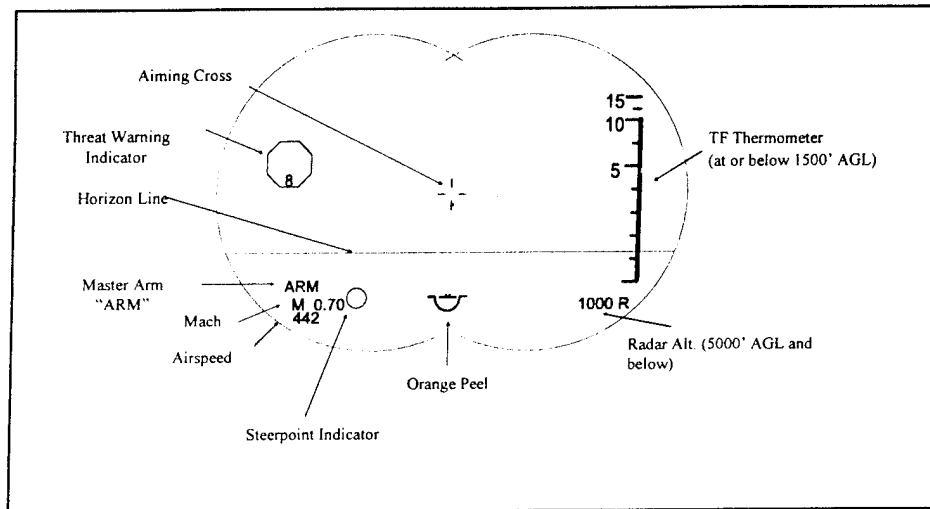 Aiming Cross
Threat Warning
Indicator
Horizon Line
Master Arm
“ARM”
Mach
Airspeed
Steerpoint Indicator
Orange Peel
8
ARM
M 0.70
442
15
10
5
1000 R
TF Thermometer
(at or below 1500' AGL)
Radar Alt. (5000' AGL and
below)